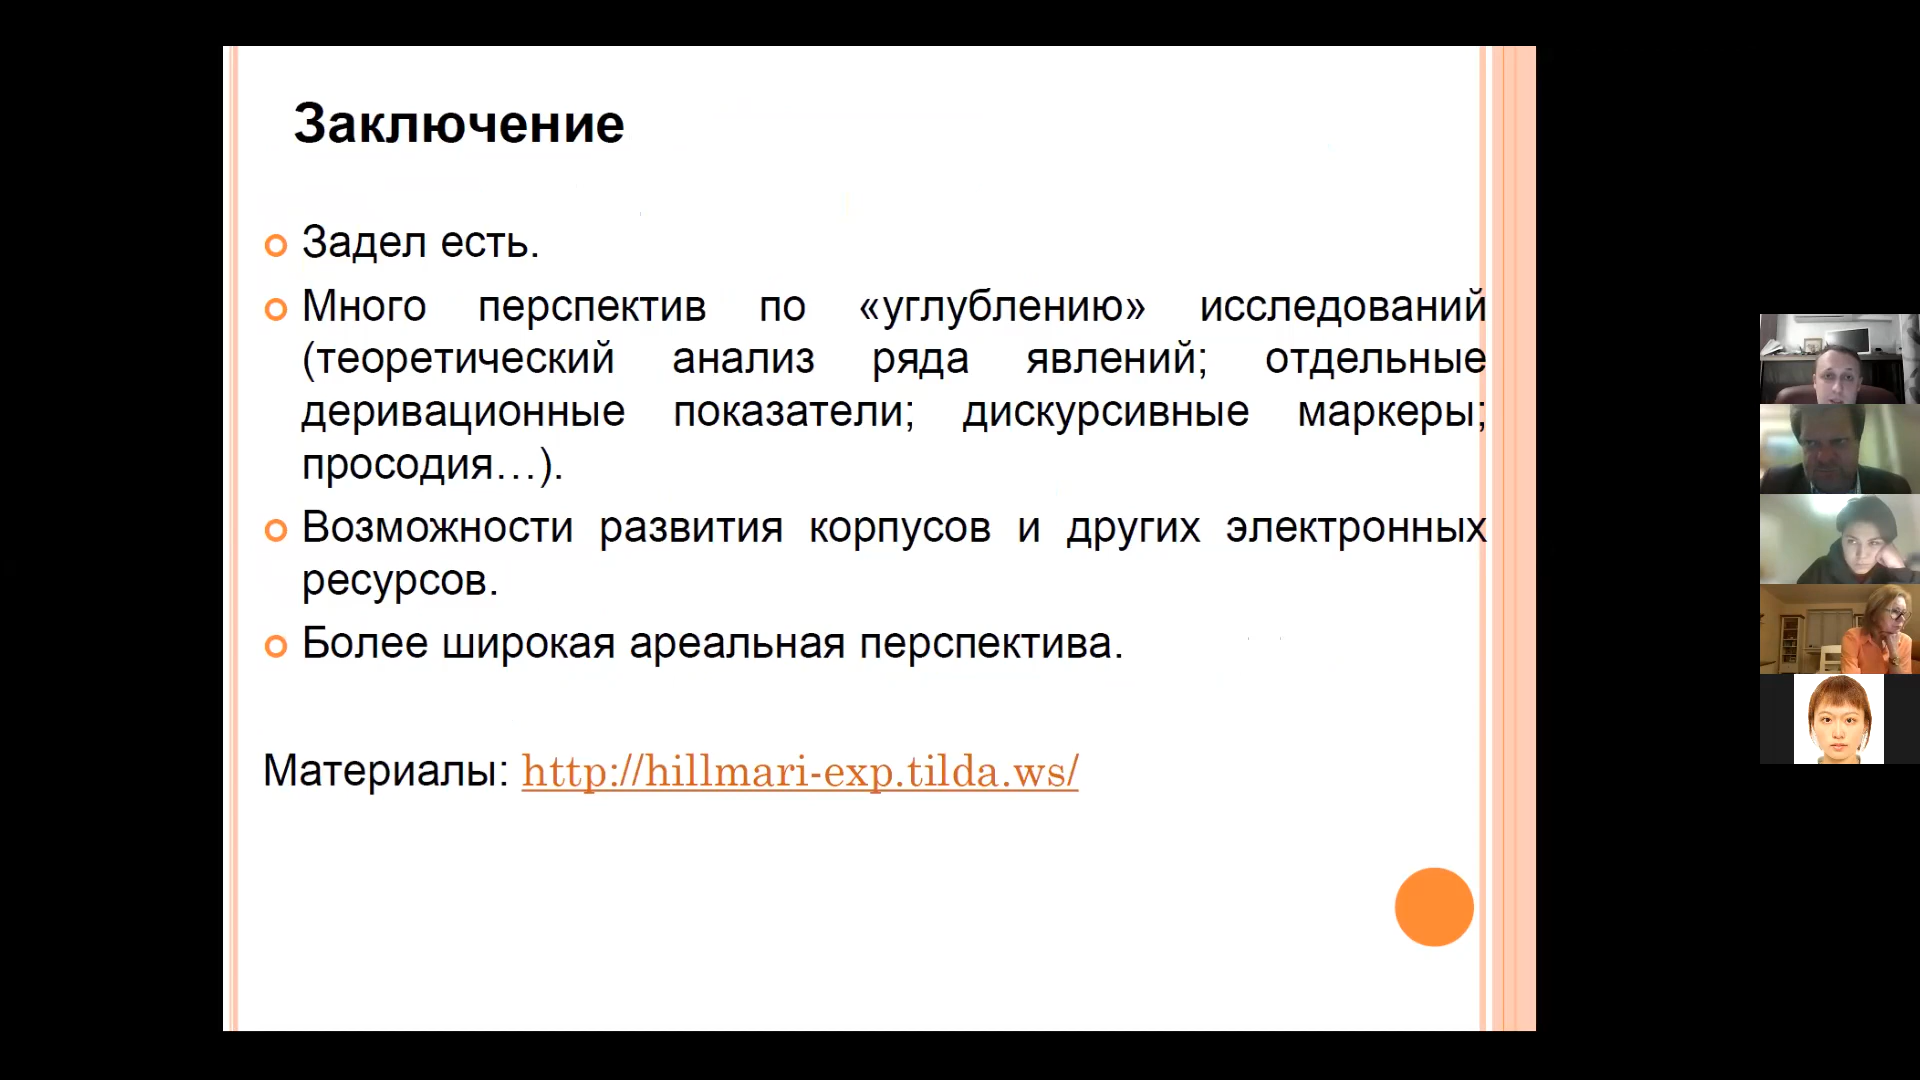 Заключение
Задел есть.
Много перспектив по «углублению» исследований
(теоретический анализ ряда явлений; отдельные
деривационные показатели; дискурсивные маркеры;
просодия…).
Возможности развития корпусов и других электронных
ресурсов.
Более широкая ареальная перспектива.
Материалы: http://hillmari-exp.tilda.ws/